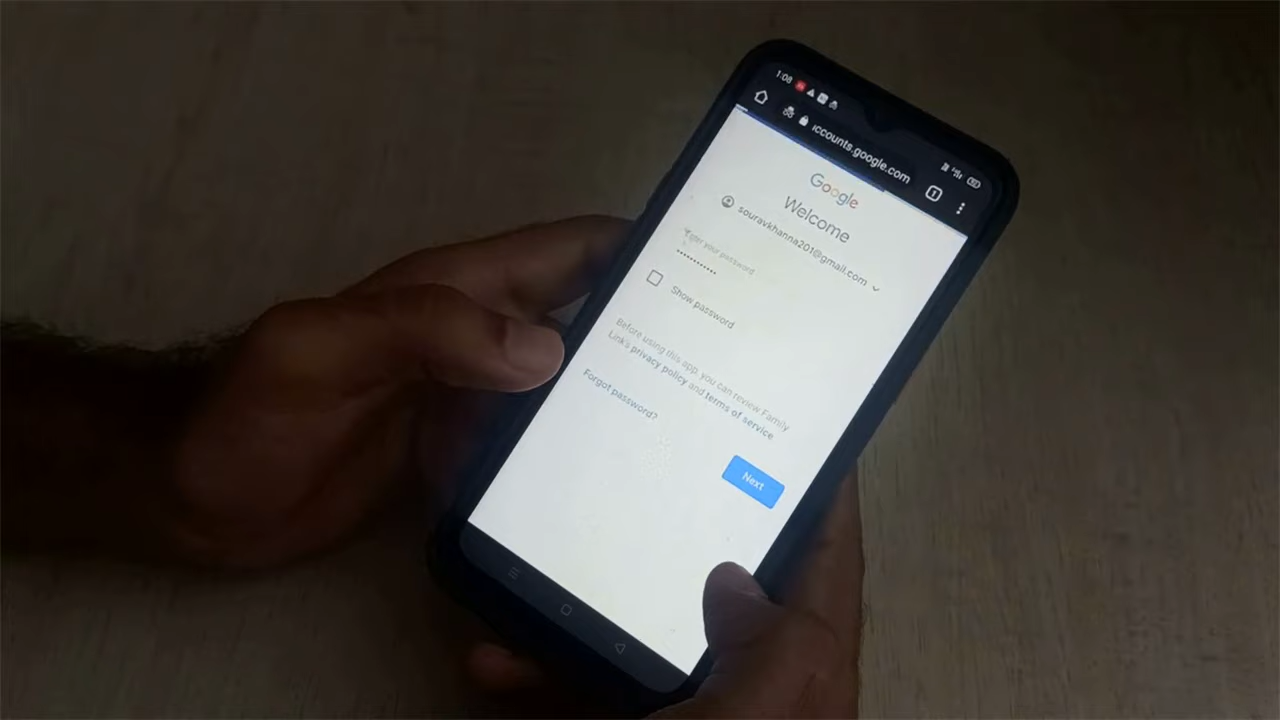 1:08
accounts.google.com
1
Google
Welcome
souravkhanna201@gmail.com
Enter your password
••••••••••••
Show password
Before using this app, you can review Family
Link's privacy policy and terms of service
Forgot password?
Next